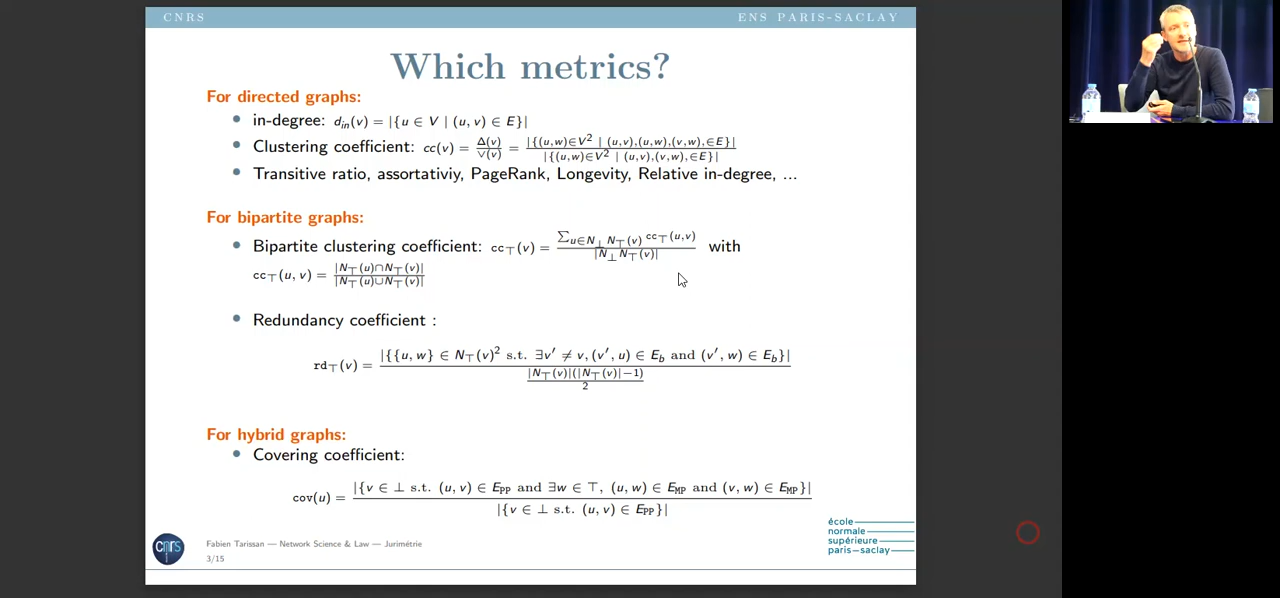 CNRS ENS PARIS-SACLAY
Which metrics?
For directed graphs:
in-degree: d_in(v) = |{u ∈ V | (u, v) ∈ E}|
Clustering coefficient: cc(v) = Δ(v)/∨(v) = |{(u,w)∈V² | (u,v),(u,w),(v,w),∈E}| / |{(u,w)∈V² | (u,v),(v,w),∈E}|
Transitive ratio, assortativiy, PageRank, Longevity, Relative in-degree, ...
For bipartite graphs:
Bipartite clustering coefficient: cc⊤(v) = ∑u∈N⊥N⊤(v) cc⊤(u,v) / |N⊥N⊤(v)| with
cc⊤(u, v) = |N⊤(u)∩N⊤(v)| / |N⊤(u)∪N⊤(v)|
Redundancy coefficient :
rd⊤(v) = |{{u, w} ∈ N⊤(v)² s.t. ∃v′ ≠ v, (v′, u) ∈ E_b and (v′, w) ∈ E_b}| / |N⊤(v)|(|N⊤(v)|−1) / 2
For hybrid graphs:
Covering coefficient:
cov(u) = |{v ∈ ⊥ s.t. (u, v) ∈ E_PP and ∃w ∈ ⊤, (u, w) ∈ E_MP and (v, w) ∈ E_MP}| / |{v ∈ ⊥ s.t. (u, v) ∈ E_PP}|
cnrs
Fabien Tarissan — Network Science & Law — Jurimétrie
3/15
école
normale
supérieure
paris–saclay